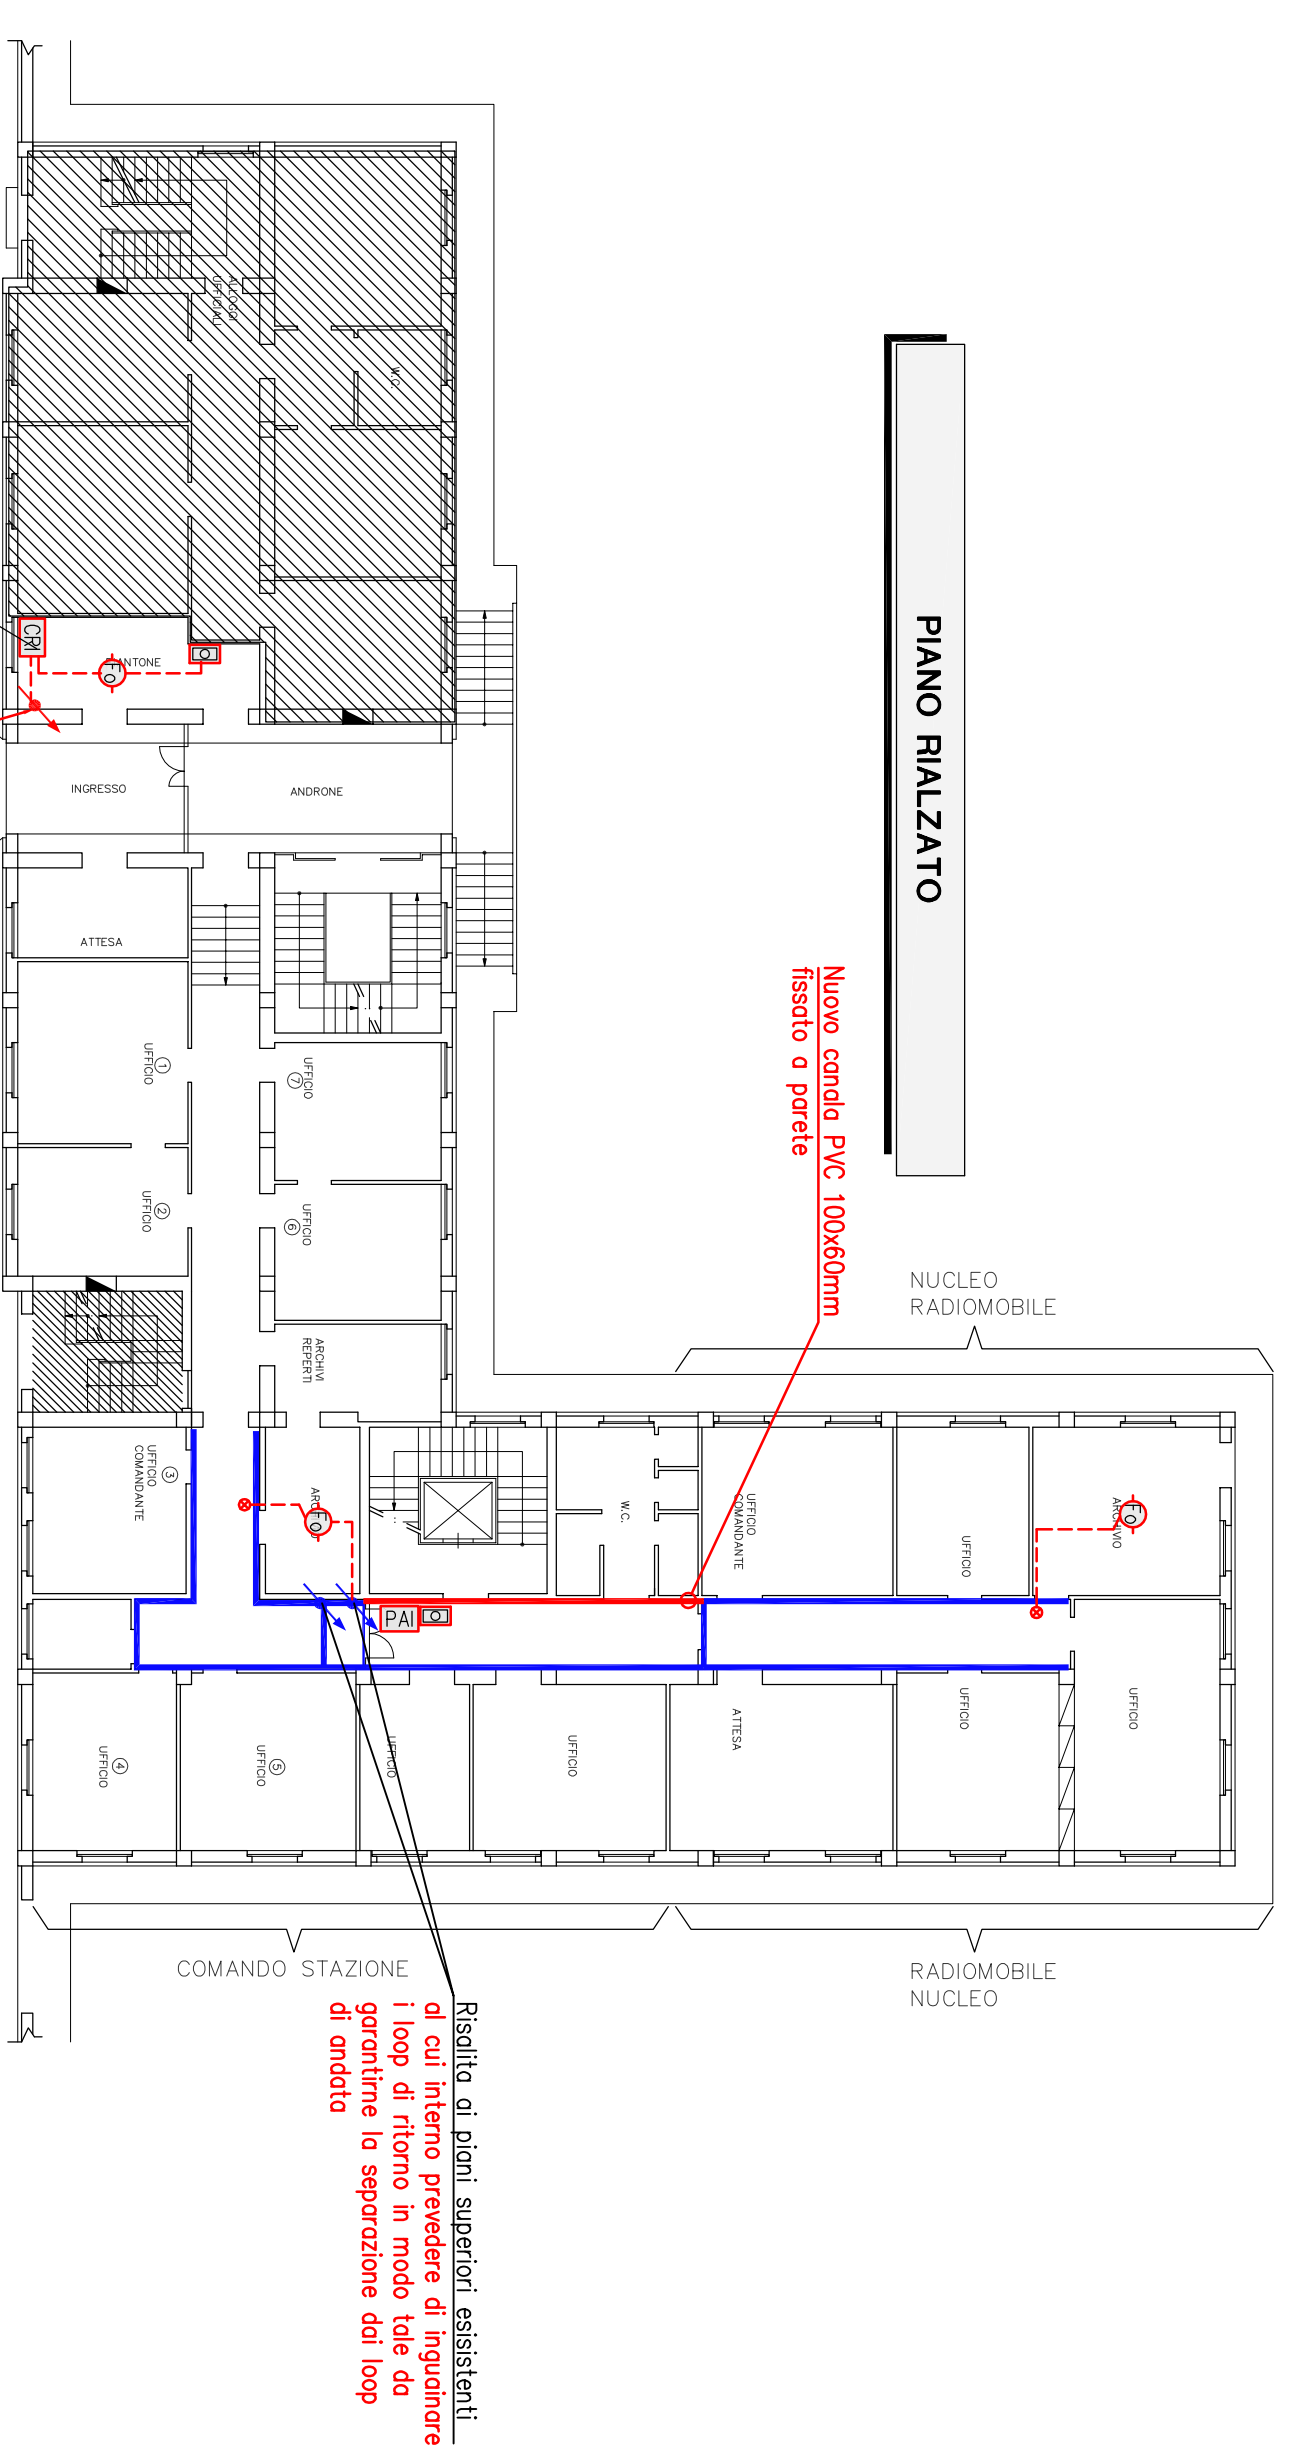 PIANO RIALZATO
Nuovo canala PVC 100x60mm
fissato a parete
NUCLEO
RADIOMOBILE
ALLOGGI
UFFICIALI
W.C.
CRI
Fo
INGRESSO
ANDRONE
ATTESA
1
UFFICIO
UFFICIO
7
2
UFFICIO
UFFICIO
6
ARCHIVI
REPERTI
3
UFFICIO
COMANDANTE
Fo
W.C.
UFFICIO
COMANDANTE
UFFICIO
ARCHIVIO
Fo
PAI
4
UFFICIO
5
UFFICIO
UFFICIO
UFFICIO
ATTESA
UFFICIO
UFFICIO
COMANDO STAZIONE
RADIOMOBILE
NUCLEO
Risalita ai piani superiori esisistenti
al cui interno prevedere di inguainare
i loop di ritorno in modo tale da
garantirne la separazione dai loop
di andata